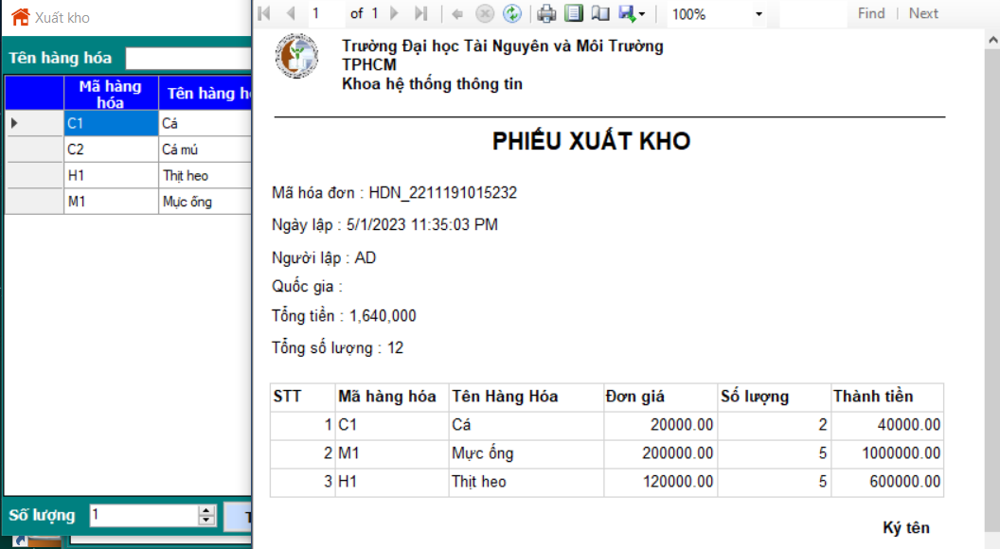 Xuất kho
Tên hàng hóa
Mã hàng hóa Tên hàng
C1 Cá
C2 Cá mú
H1 Thịt heo
M1 Mực ống
Số lượng 1
1 of 1 100% Find Next
Trường Đại học Tài Nguyên và Môi Trường
TPHCM
Khoa hệ thống thông tin
PHIẾU XUẤT KHO
Mã hóa đơn : HDN_2211191015232
Ngày lập : 5/1/2023 11:35:03 PM
Người lập : AD
Quốc gia :
Tổng tiền : 1,640,000
Tổng số lượng : 12
STT Mã hàng hóa Tên Hàng Hóa Đơn giá Số lượng Thành tiền
1 C1 Cá 20000.00 2 40000.00
2 M1 Mực ống 200000.00 5 1000000.00
3 H1 Thịt heo 120000.00 5 600000.00
Ký tên